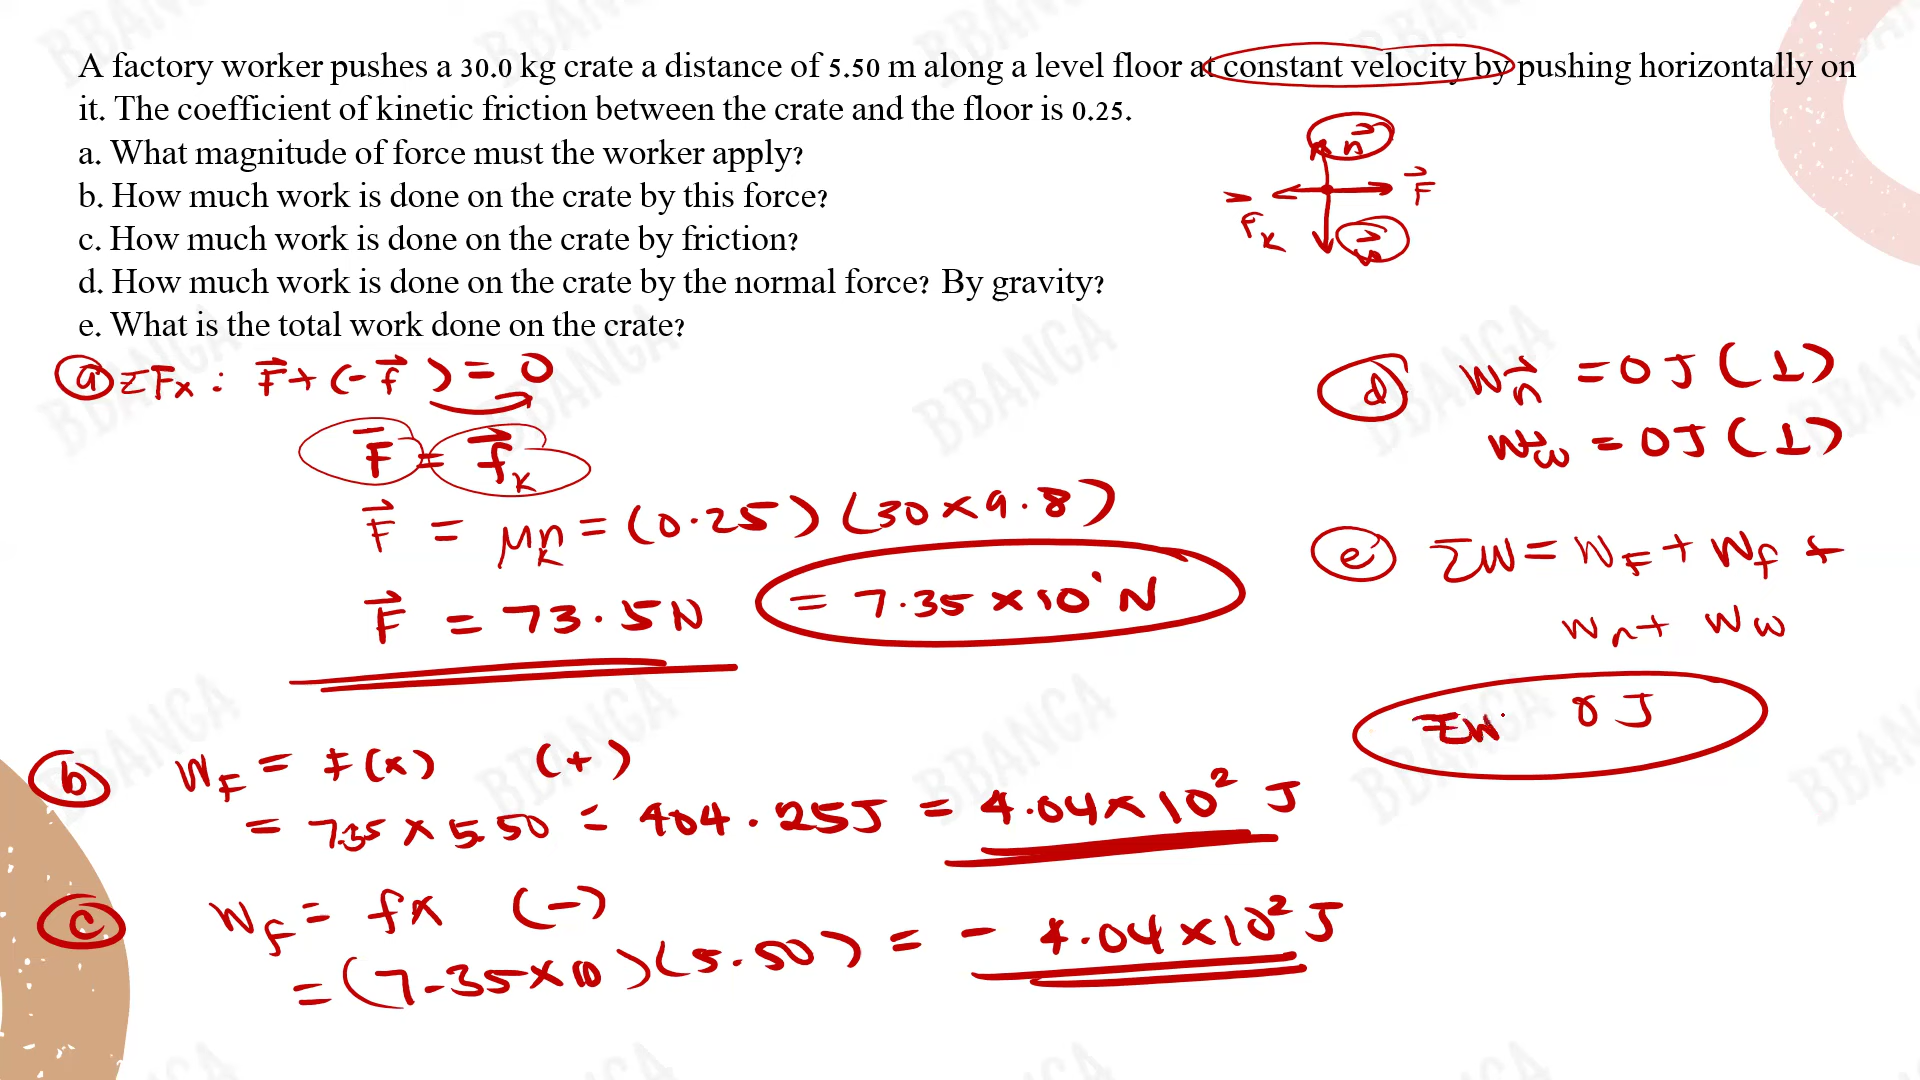 A factory worker pushes a 30.0 kg crate a distance of 5.50 m along a level floor at constant velocity by pushing horizontally on
it. The coefficient of kinetic friction between the crate and the floor is 0.25.
a. What magnitude of force must the worker apply?
b. How much work is done on the crate by this force?
c. How much work is done on the crate by friction?
d. How much work is done on the crate by the normal force? By gravity?
e. What is the total work done on the crate?
n⃗
F⃗
f⃗k
w⃗
ⓐ ΣFx : F⃗ + (-f⃗) = 0
F⃗ = f⃗k
F⃗ = μkn = (0.25) (30×9.8)
F⃗ = 73.5N = 7.35 ×10¹ N
ⓑ WF = F(x) (+)
= 73.5 × 5.50 = 404.25J = 4.04×10² J
ⓒ Wf = fx (-)
= (7.35×10)(5.50) = - 4.04×10² J
ⓓ Wn⃗ = 0J (⊥)
Ww⃗ = 0J (⊥)
ⓔ ΣW = WF + Wf +
Wn + Ww
ΣW 0 J
BBANGA